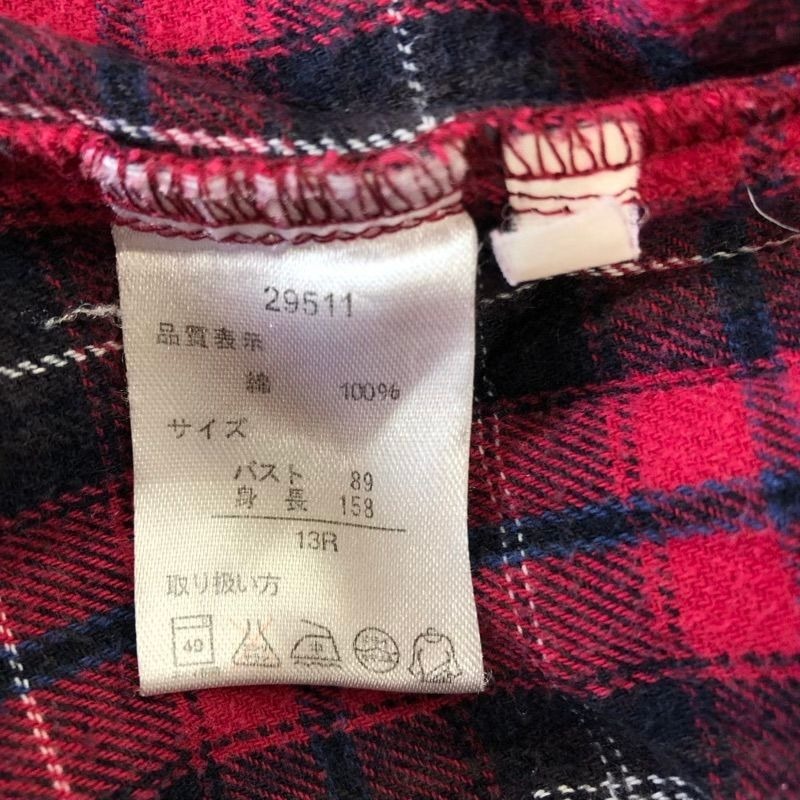 29511
品質表示
綿 100%
サイズ
バスト 89
身長 158
13R
取り扱い方
40
中